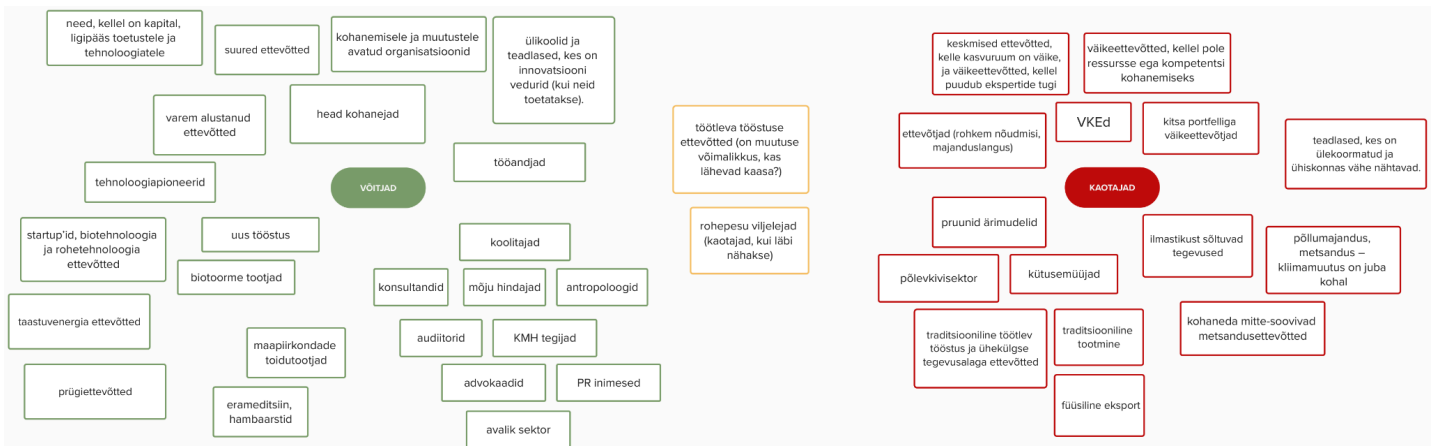 need, kellel on kapital,
ligipääs toetustele ja
tehnoloogiatele
suured ettevõtted
kohanemisele ja muutustele
avatud organisatsioonid
ülikoolid ja
teadlased, kes on
innovatsiooni
vedurid (kui neid
toetatakse).
varem alustanud
ettevõtted
head kohanejad
tööandjad
tehnoloogiapioneerid
VÕITJAD
startup’id, biotehnoloogia
ja rohetehnoloogia
ettevõtted
uus tööstus
biotoorme tootjad
koolitajad
konsultandid
mõju hindajad
antropoloogid
taastuvenergia ettevõtted
maapiirkondade
toidutootjad
audiitorid
KMH tegijad
prügiettevõtted
erameditsiin,
hambaarstid
advokaadid
PR inimesed
avalik sektor
töötleva tööstuse
ettevõtted (on muutuse
võimalikkus, kas
lähevad kaasa?)
rohepesu viljelejad
(kaotajad, kui läbi
nähakse)
keskmised ettevõtted,
kelle kasvuruum on väike,
ja väikeettevõtted, kellel
puudub ekspertide tugi
väikeettevõtted, kellel pole
ressursse ega kompetentsi
kohanemiseks
ettevõtjad (rohkem nõudmisi,
majanduslangus)
VKEd
kitsa portfelliga
väikeettevõtjad
teadlased, kes on
ülekoormatud ja
ühiskonnas vähe nähtavad.
KAOTAJAD
pruunid ärimudelid
ilmastikust sõltuvad
tegevused
põllumajandus,
metsandus –
kliimamuutus on juba
kohal
põlevkivisektor
kütusemüüjad
traditsiooniline töötlev
tööstus ja ühekülgse
tegevusalaga ettevõtted
traditsiooniline
tootmine
kohaneda mitte-soovivad
metsandusettevõtted
füüsiline eksport